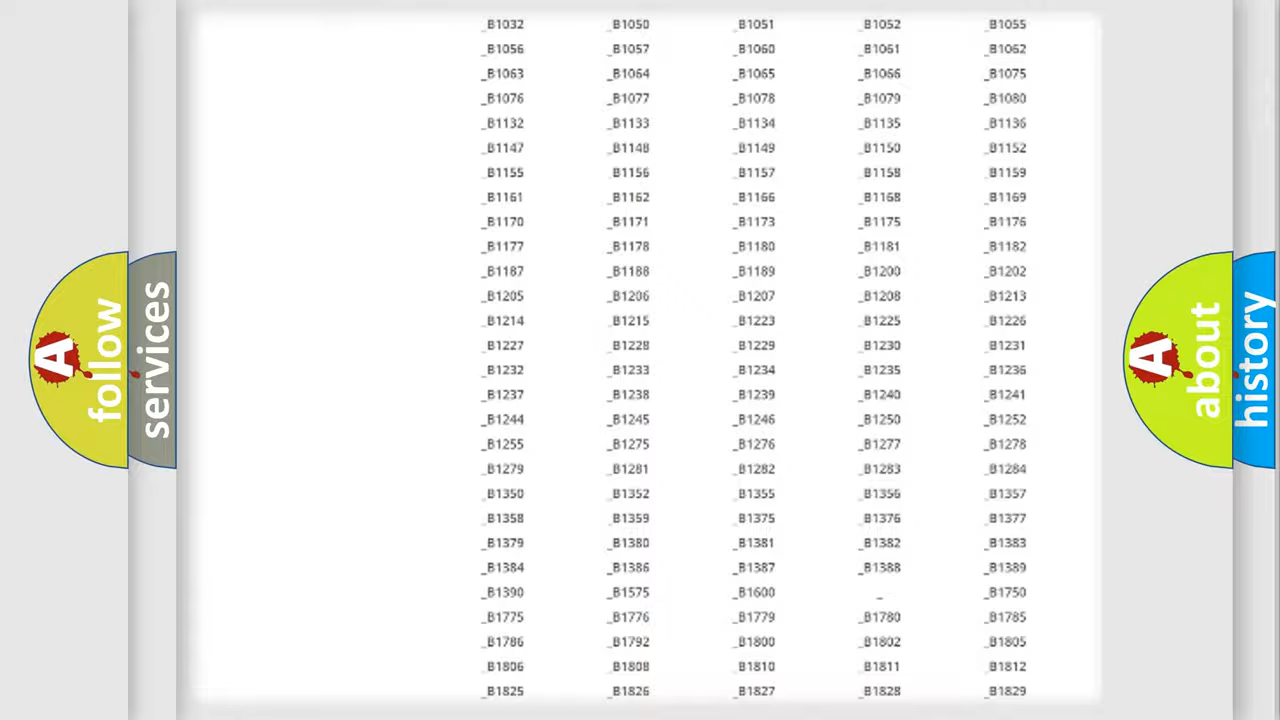 _B1032 _B1050 _B1051 _B1052 _B1055
_B1056 _B1057 _B1060 _B1061 _B1062
_B1063 _B1064 _B1065 _B1066 _B1075
_B1076 _B1077 _B1078 _B1079 _B1080
_B1132 _B1133 _B1134 _B1135 _B1136
_B1147 _B1148 _B1149 _B1150 _B1152
_B1155 _B1156 _B1157 _B1158 _B1159
_B1161 _B1162 _B1166 _B1168 _B1169
_B1170 _B1171 _B1173 _B1175 _B1176
_B1177 _B1178 _B1180 _B1181 _B1182
_B1187 _B1188 _B1189 _B1200 _B1202
_B1205 _B1206 _B1207 _B1208 _B1213
_B1214 _B1215 _B1223 _B1225 _B1226
_B1227 _B1228 _B1229 _B1230 _B1231
_B1232 _B1233 _B1234 _B1235 _B1236
_B1237 _B1238 _B1239 _B1240 _B1241
_B1244 _B1245 _B1246 _B1250 _B1252
_B1255 _B1275 _B1276 _B1277 _B1278
_B1279 _B1281 _B1282 _B1283 _B1284
_B1350 _B1352 _B1355 _B1356 _B1357
_B1358 _B1359 _B1375 _B1376 _B1377
_B1379 _B1380 _B1381 _B1382 _B1383
_B1384 _B1386 _B1387 _B1388 _B1389
_B1390 _B1575 _B1600 _ _B1750
_B1775 _B1776 _B1779 _B1780 _B1785
_B1786 _B1792 _B1800 _B1802 _B1805
_B1806 _B1808 _B1810 _B1811 _B1812
_B1825 _B1826 _B1827 _B1828 _B1829
A
follow
services
A
about
history